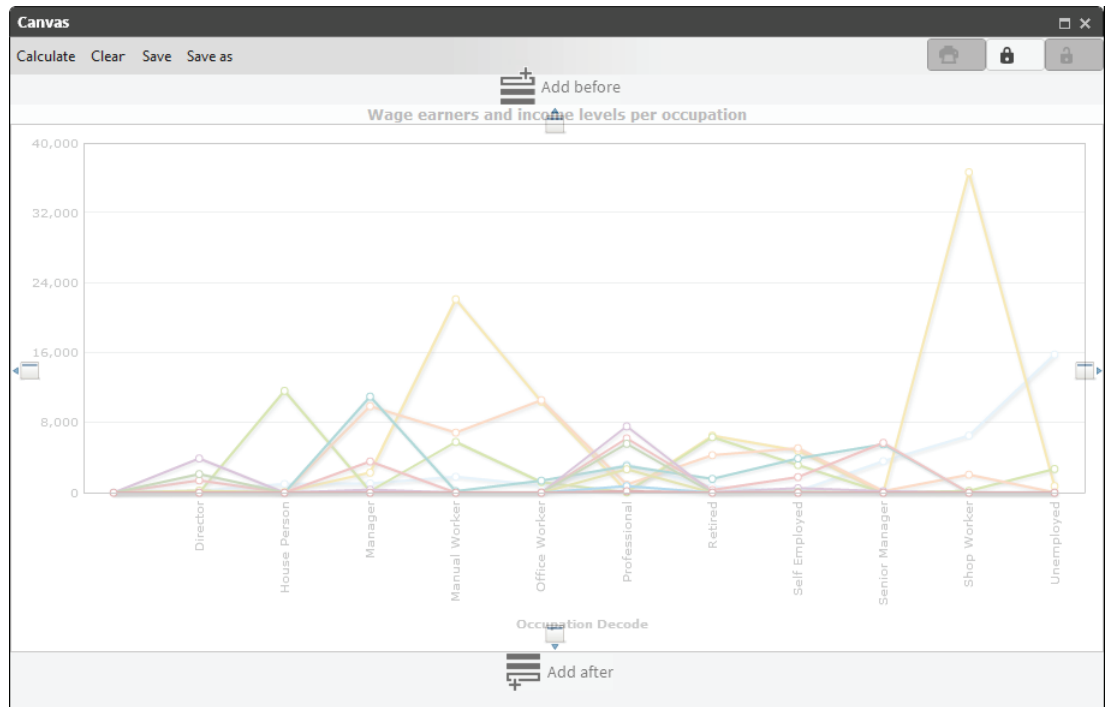 Canvas
Calculate Clear Save Save as
Add before
Wage earners and income levels per occupation
40,000
32,000
24,000
16,000
8,000
0
Director
House Person
Manager
Manual Worker
Office Worker
Professional
Retired
Self Employed
Senior Manager
Shop Worker
Unemployed
Occupation Decode
Add after